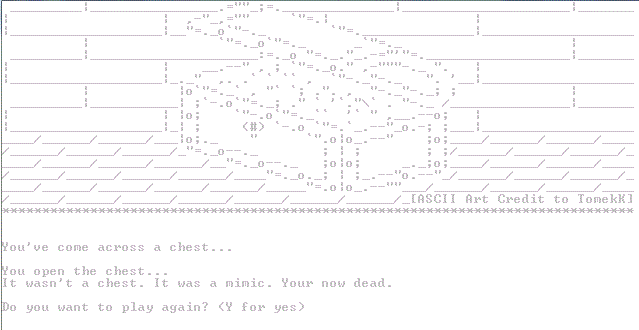 [ASCII Art Credit to TomekK]
You've come across a chest...
You open the chest...
It wasn't a chest. It was a mimic. Your now dead.
Do you want to play again? (Y for yes)